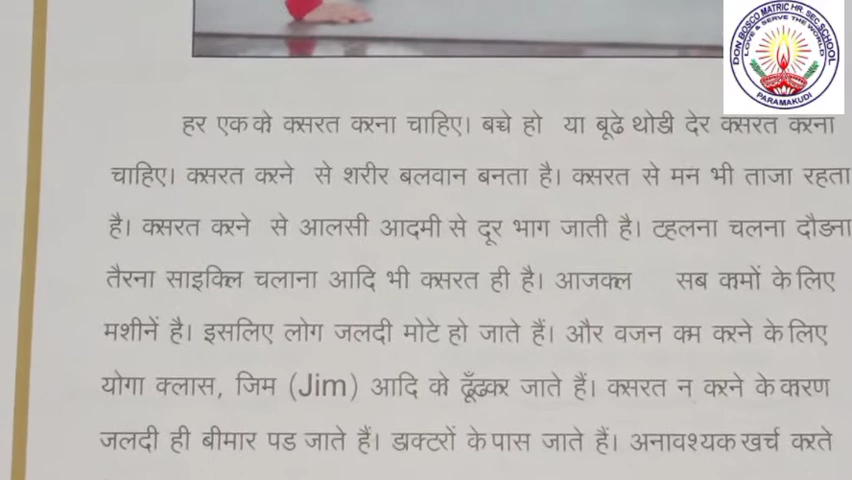 DON BOSCO MATRIC HR. SEC SCHOOL
LOVE & SERVE THE WORLD
PARAMAKUDI
हर एक को कसरत करना चाहिए। बच्चे हो या बूढे थोडी देर कसरत करना
चाहिए। कसरत करने से शरीर बलवान बनता है। कसरत से मन भी ताजा रहता
है। कसरत करने से आलसी आदमी से दूर भाग जाती है। टहलना चलना दौडना
तैरना साइकिल चलाना आदि भी कसरत ही है। आजकल सब कामों के लिए
मशीनें है। इसलिए लोग जलदी मोटे हो जाते हैं। और वजन कम करने के लिए
योगा क्लास, जिम (Jim) आदि को ढूँढकर जाते हैं। कसरत न करने के कारण
जलदी ही बीमार पड जाते हैं। डाक्टरों के पास जाते हैं। अनावश्यक खर्च करते